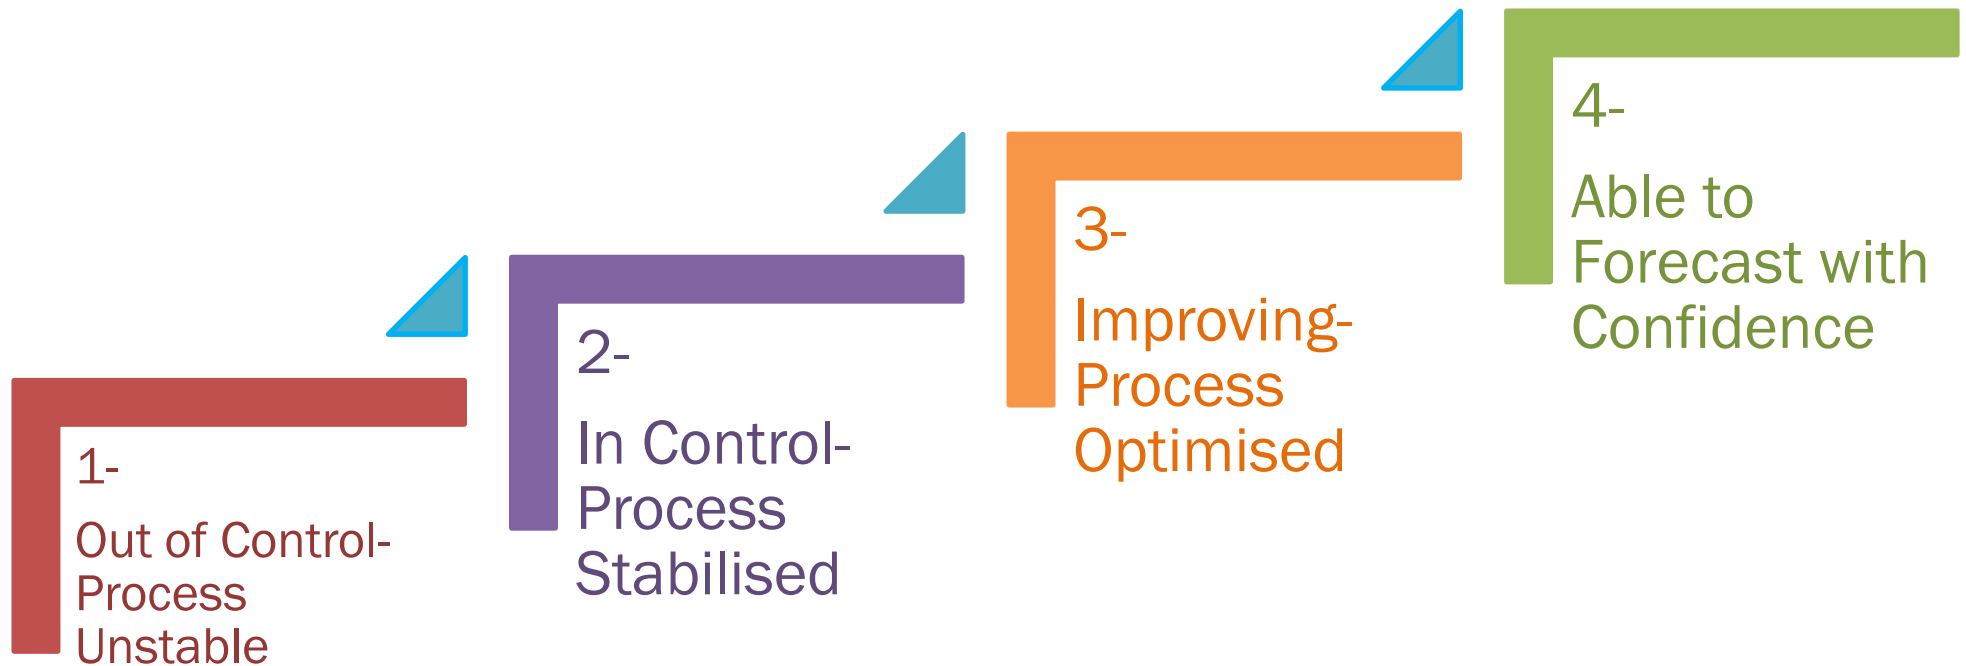 1-
Out of Control-
Process
Unstable
2-
In Control-
Process
Stabilised
3-
Improving-
Process
Optimised
4-
Able to
Forecast with
Confidence